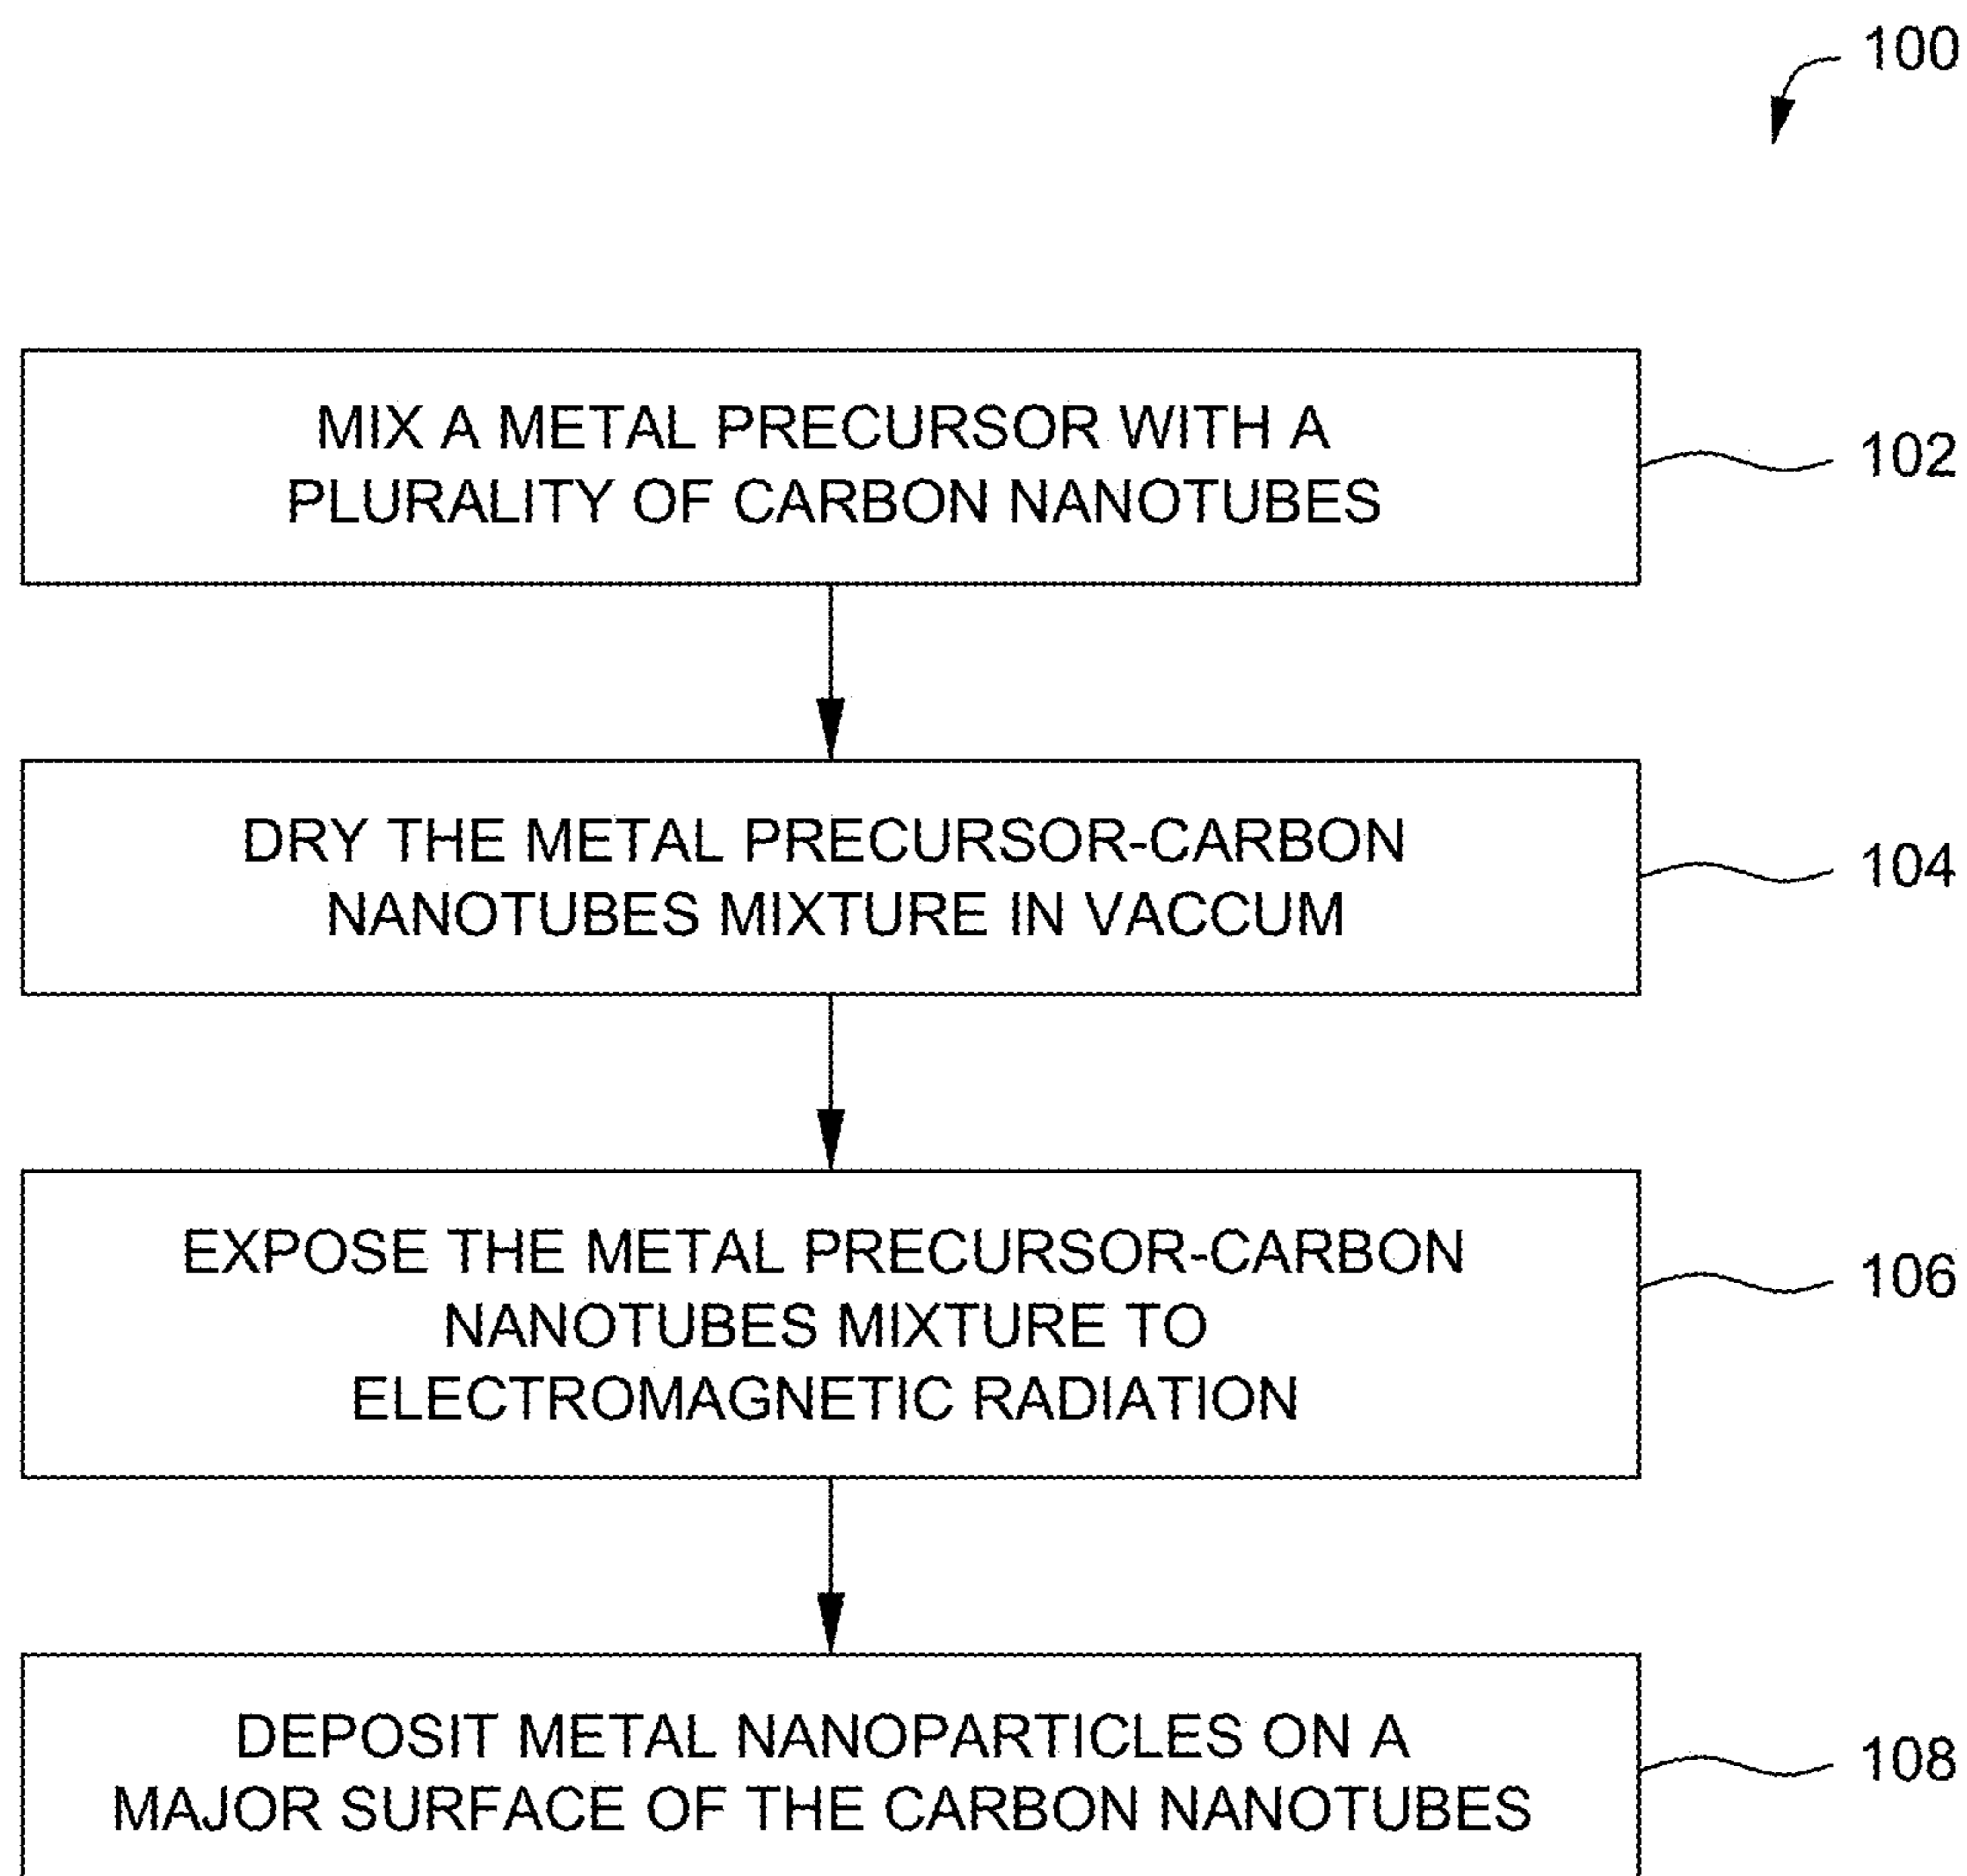 100
MIX A METAL PRECURSOR WITH A
PLURALITY OF CARBON NANOTUBES
102
DRY THE METAL PRECURSOR-CARBON
NANOTUBES MIXTURE IN VACCUM
104
EXPOSE THE METAL PRECURSOR-CARBON
NANOTUBES MIXTURE TO
ELECTROMAGNETIC RADIATION
106
DEPOSIT METAL NANOPARTICLES ON A
MAJOR SURFACE OF THE CARBON NANOTUBES
108